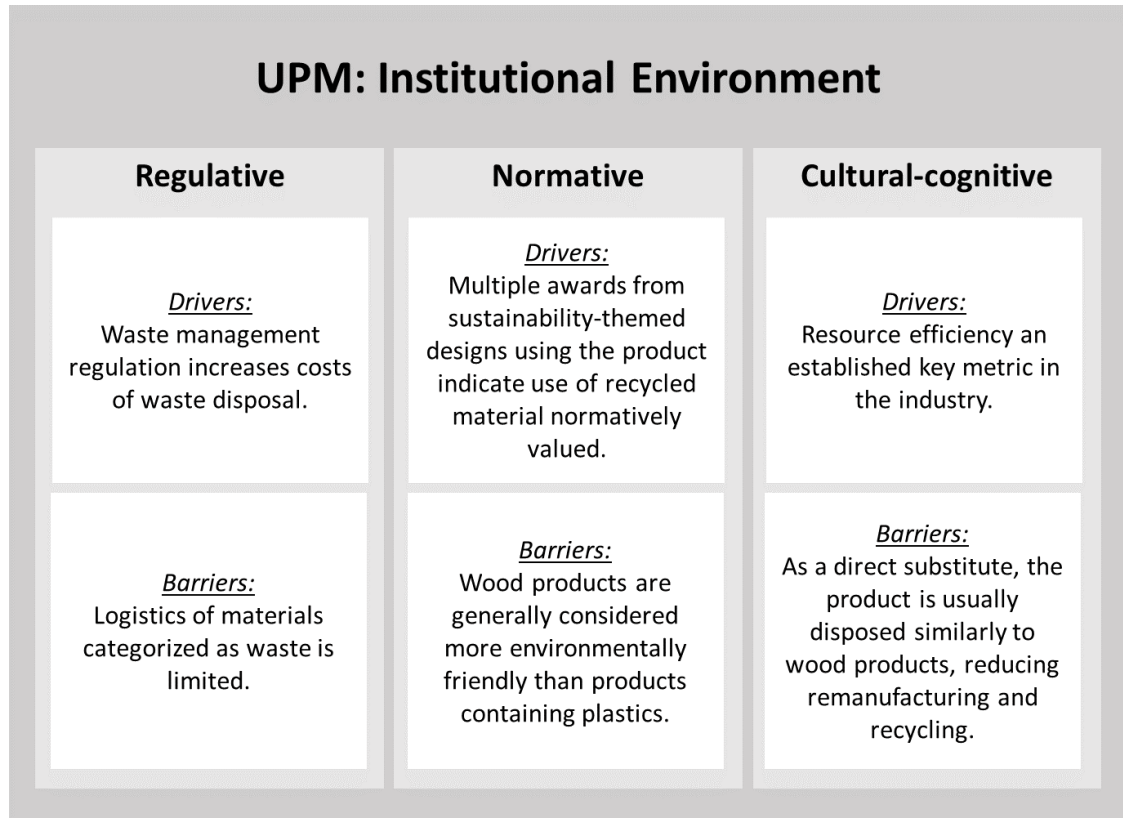 UPM: Institutional Environment
Regulative
Drivers:
Waste management
regulation increases costs
of waste disposal.
Barriers:
Logistics of materials
categorized as waste is
limited.
Normative
Drivers:
Multiple awards from
sustainability-themed
designs using the product
indicate use of recycled
material normatively
valued.
Barriers:
Wood products are
generally considered
more environmentally
friendly than products
containing plastics.
Cultural-cognitive
Drivers:
Resource efficiency an
established key metric in
the industry.
Barriers:
As a direct substitute, the
product is usually
disposed similarly to
wood products, reducing
remanufacturing and
recycling.